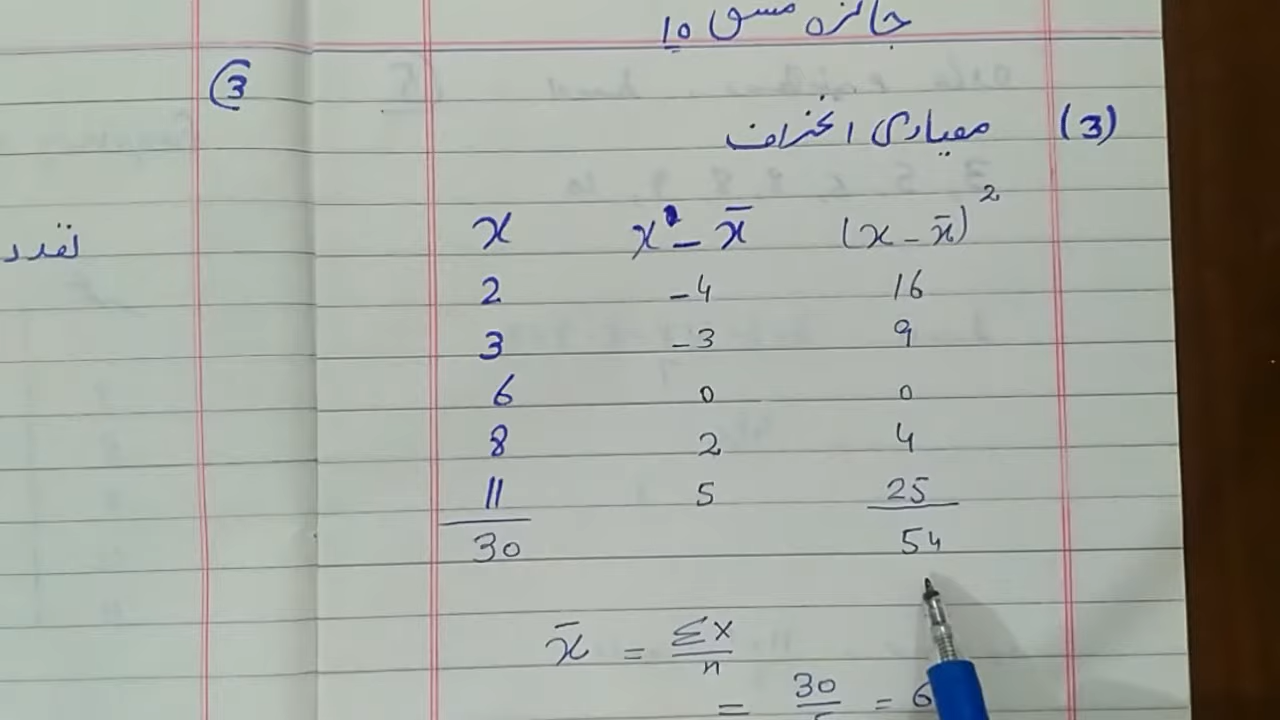 جائزہ مشق 10
3
(3) معیاری انحراف
x x - x̄ (x - x̄)²
2 -4 16
3 -3 9
6 0 0
8 2 4
11 5 25
30 54
x̄ = Σx/n
= 30/5 = 6